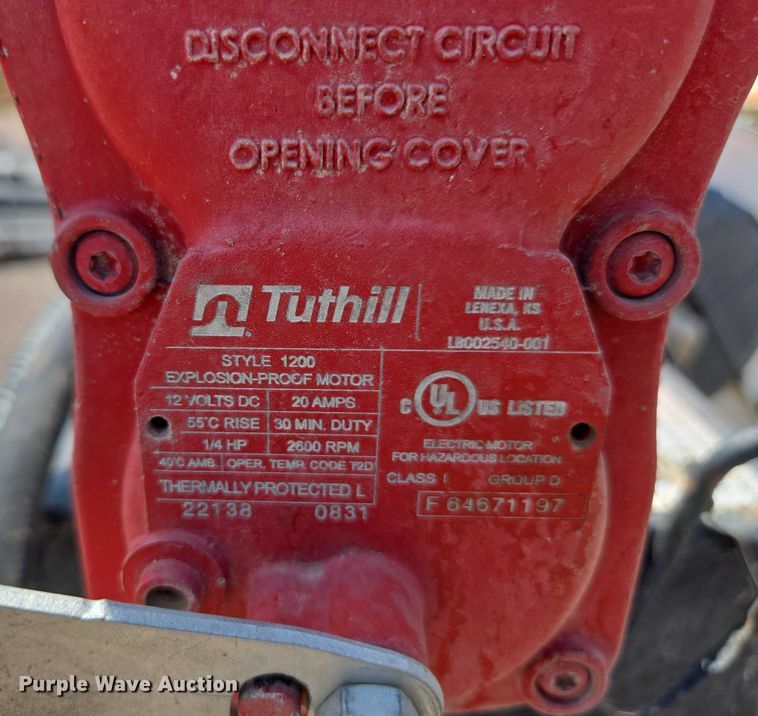 DISCONNECT CIRCUIT
BEFORE
OPENING COVER
Tuthill
MADE IN
LENEXA, KS
U.S.A.
LB002540-001
STYLE 1200
EXPLOSION-PROOF MOTOR
12 VOLTS DC 20 AMPS
55°C RISE 30 MIN. DUTY
1/4 HP 2600 RPM
40°C AMB. OPER. TEMP. CODE T2D
THERMALLY PROTECTED L
22138 0831
C UL US LISTED
ELECTRIC MOTOR
FOR HAZARDOUS LOCATION
CLASS I GROUP D
F 64671197
Purple Wave Auction